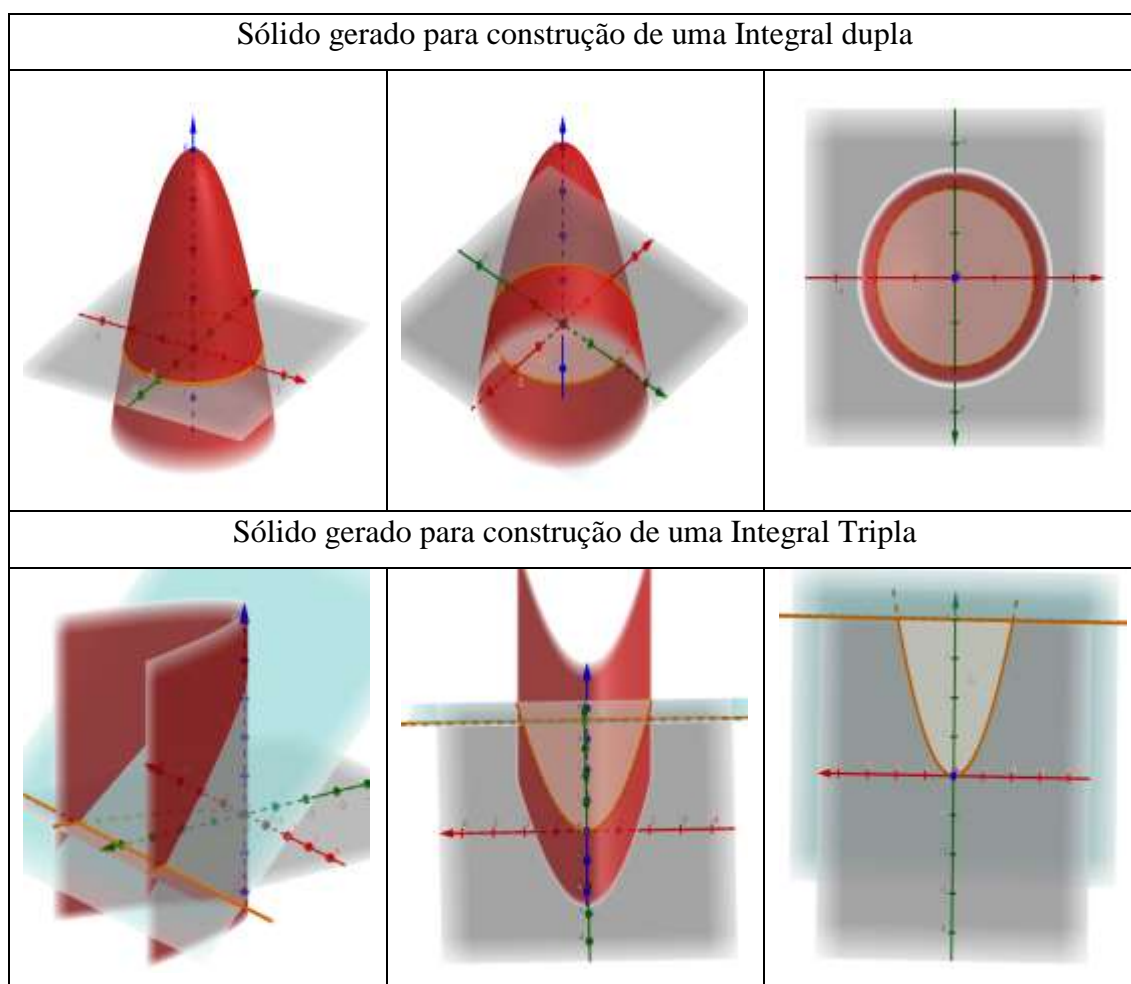 Sólido gerado para construção de uma Integral dupla
Sólido gerado para construção de uma Integral Tripla